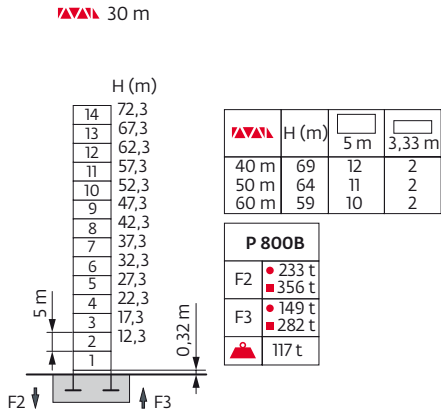 30 m
H (m)
14 72,3
13 67,3
12 62,3
11 57,3
10 52,3
9 47,3
8 42,3
7 37,3
6 32,3
5 27,3
4 22,3
3 17,3
2 12,3
1
5 m
0,32 m
F2 F3
H (m) 5 m 3,33 m
40 m 69 12 2
50 m 64 11 2
60 m 59 10 2
P 800B
F2 233 t
356 t
F3 149 t
282 t
117 t